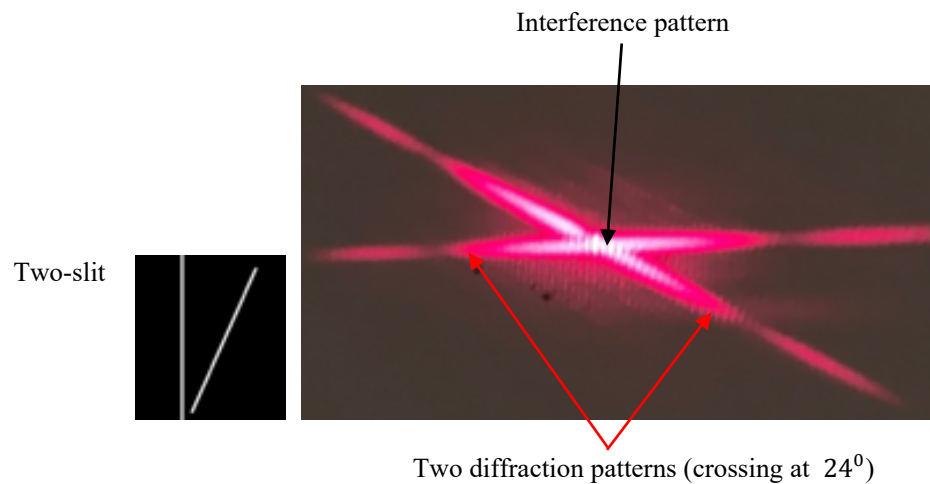 Interference pattern
Two-slit
Two diffraction patterns (crossing at 24⁰)